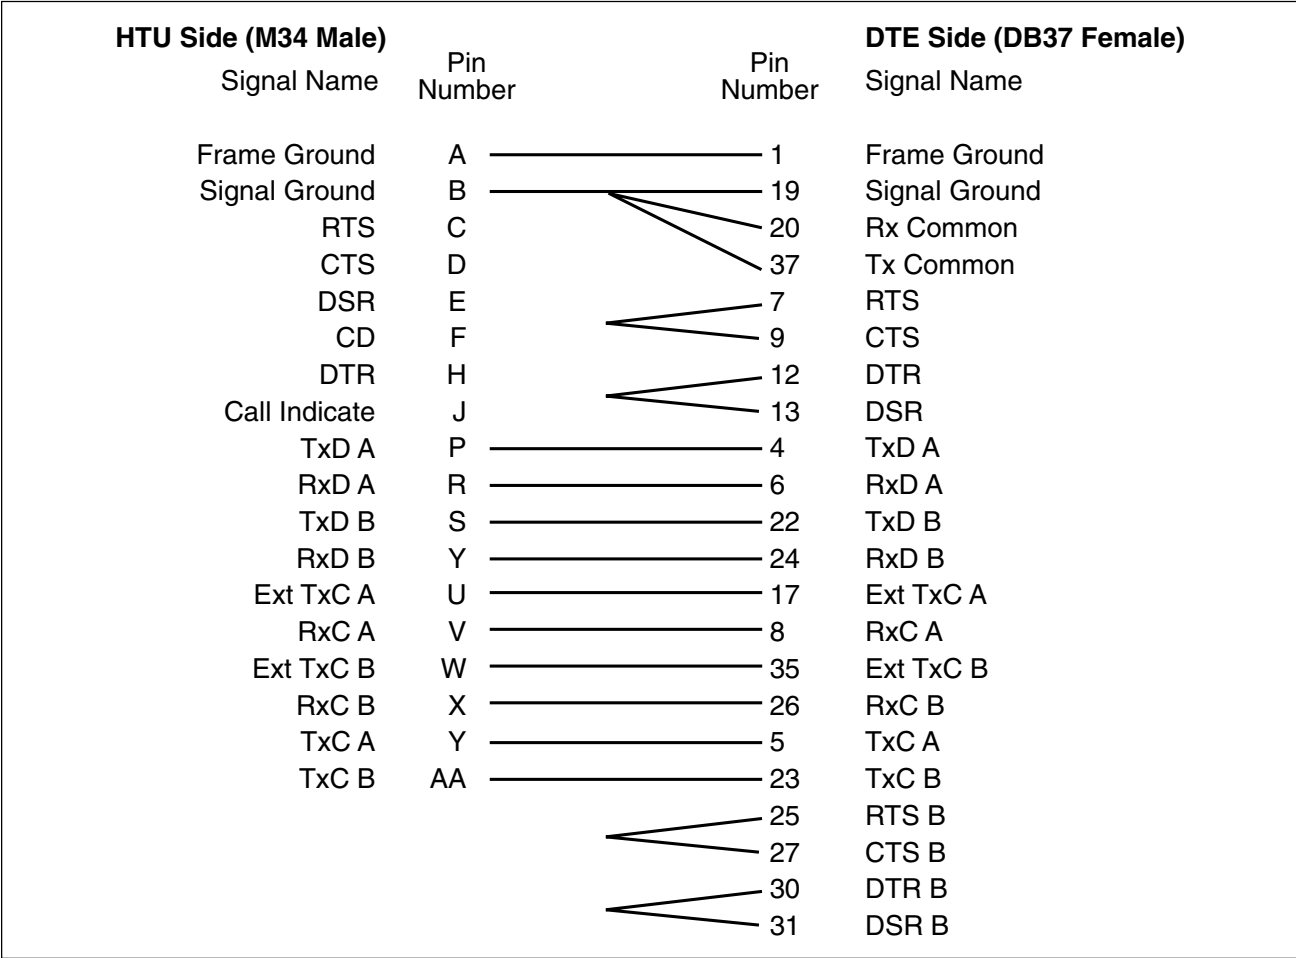 HTU Side (M34 Male) DTE Side (DB37 Female)
Signal Name Pin Number Pin Number Signal Name
Frame Ground A 1 Frame Ground
Signal Ground B 19 Signal Ground
RTS C 20 Rx Common
CTS D 37 Tx Common
DSR E 7 RTS
CD F 9 CTS
DTR H 12 DTR
Call Indicate J 13 DSR
TxD A P 4 TxD A
RxD A R 6 RxD A
TxD B S 22 TxD B
RxD B Y 24 RxD B
Ext TxC A U 17 Ext TxC A
RxC A V 8 RxC A
Ext TxC B W 35 Ext TxC B
RxC B X 26 RxC B
TxC A Y 5 TxC A
TxC B AA 23 TxC B
25 RTS B
27 CTS B
30 DTR B
31 DSR B